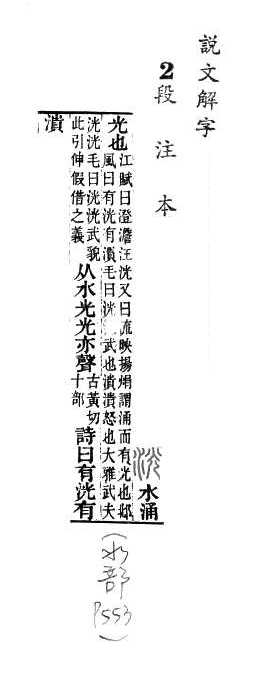 説文解字
2段注本
水涌
光也江賦曰澄澹汪洸又曰流映揚焆謂涌而有光也邶
風曰有洸有潰毛曰洸洸武也潰潰怒也大雅武夫
洸洸毛曰洸洸武貌
此引伸假借之義
从水光光亦聲
古黃切
十部
詩曰有洸有
潰
(水部 P553)